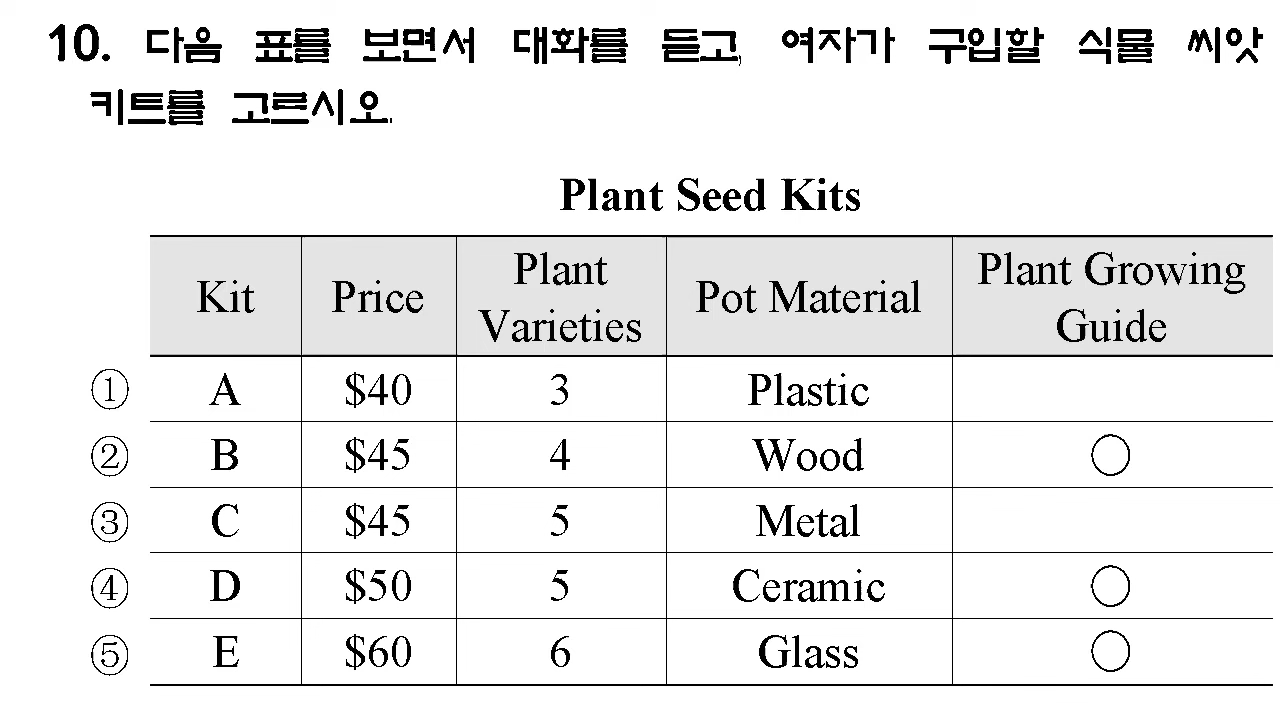 10. 다음 표를 보면서 대화를 듣고, 여자가 구입할 식물 씨앗
키트를 고르시오.
Plant Seed Kits
Kit Price Plant Varieties Pot Material Plant Growing Guide
① A $40 3 Plastic
② B $45 4 Wood ○
③ C $45 5 Metal
④ D $50 5 Ceramic ○
⑤ E $60 6 Glass ○